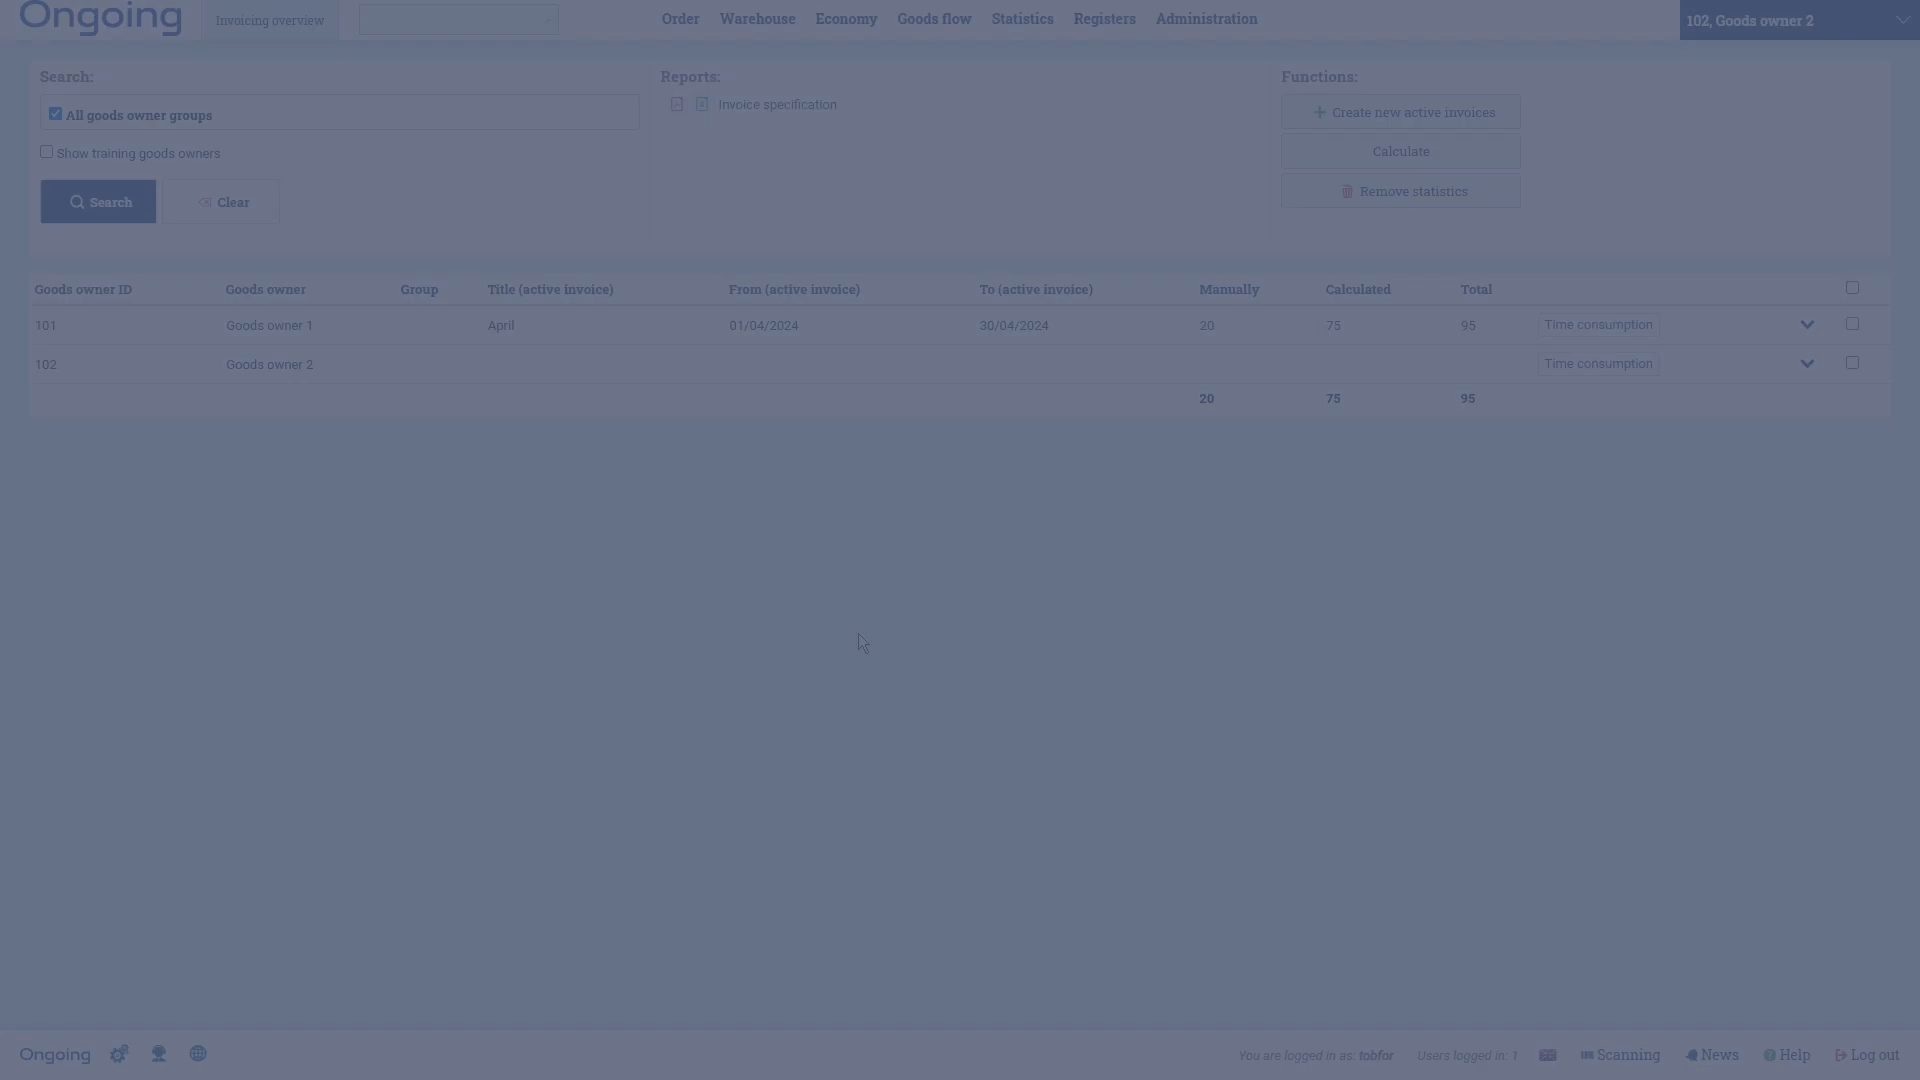 Ongoing
Invoicing overview
Order Warehouse Economy Goods flow Statistics Registers Administration
102, Goods owner 2
Search:
All goods owner groups
Show training goods owners
Search Clear
Reports:
Invoice specification
Functions:
Create new active invoices
Calculate
Remove statistics
Goods owner ID Goods owner Group Title (active invoice) From (active invoice) To (active invoice) Manually Calculated Total
101 Goods owner 1 April 01/04/2024 30/04/2024 20 75 95 Time consumption
102 Goods owner 2 Time consumption
20 75 95
Ongoing
You are logged in as: tobfor Users logged in: 1 Scanning News Help Log out